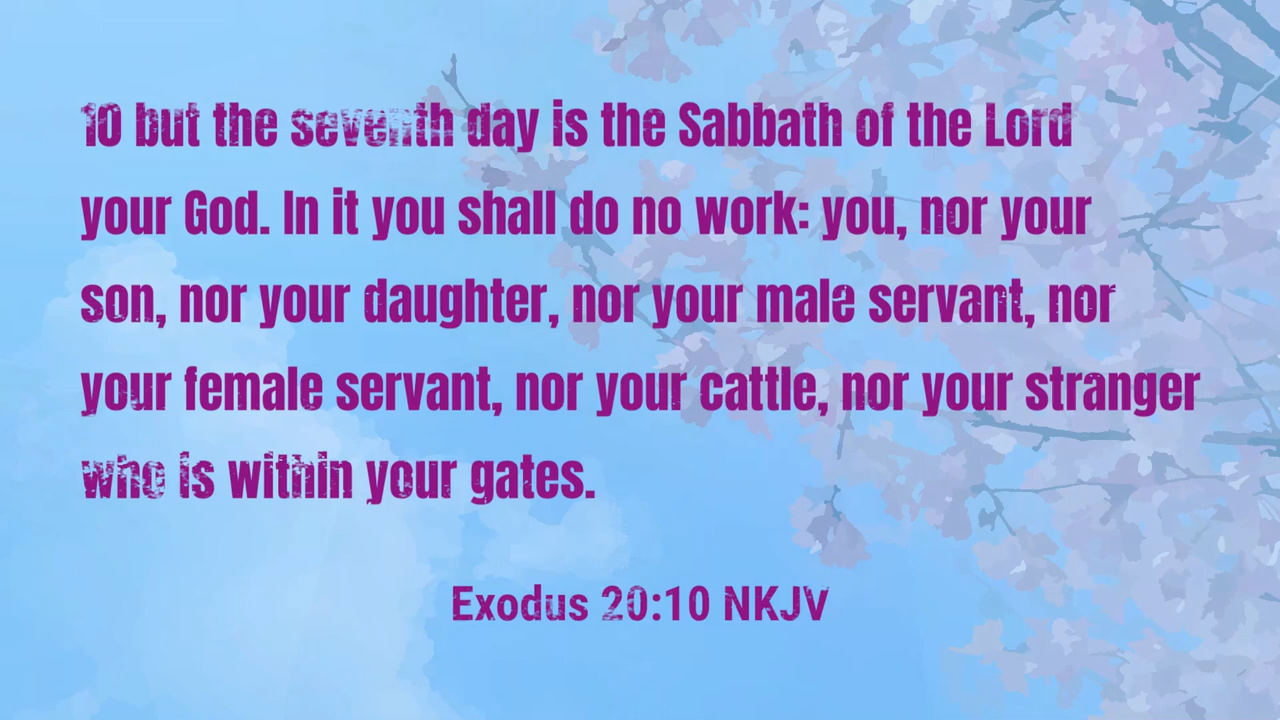 10 but the seventh day is the Sabbath of the Lord
your God. In it you shall do no work: you, nor your
son, nor your daughter, nor your male servant, nor
your female servant, nor your cattle, nor your stranger
who is within your gates.
Exodus 20:10 NKJV